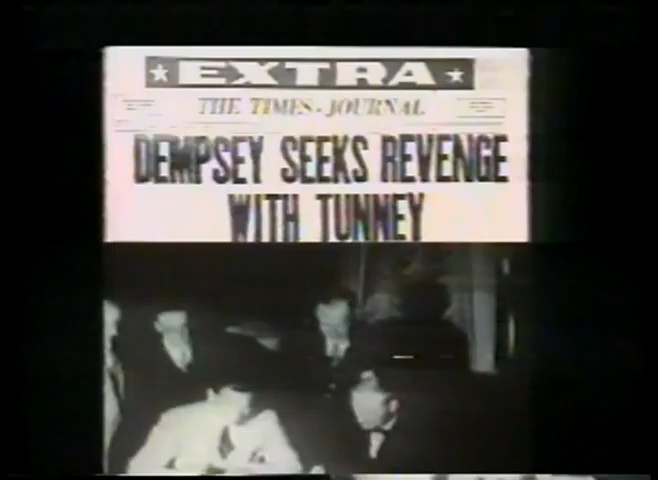 EXTRA
THE TIMES-JOURNAL
DEMPSEY SEEKS REVENGE
WITH TUNNEY